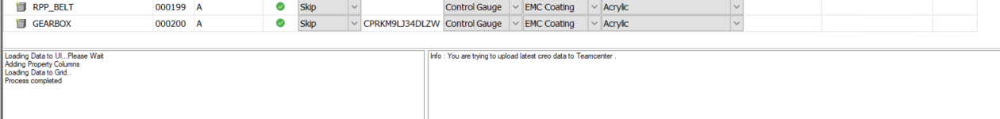 RPP_BELT 000199 A Skip Control Gauge EMC Coating Acrylic
GEARBOX 000200 A Skip CPRKM9LJ34DLZW Control Gauge EMC Coating Acrylic
Loading Data to UI...Please Wait
Adding Property Columns
Loading Data to Grid..
Process completed
Info : You are trying to upload latest creo data to Teamcenter .